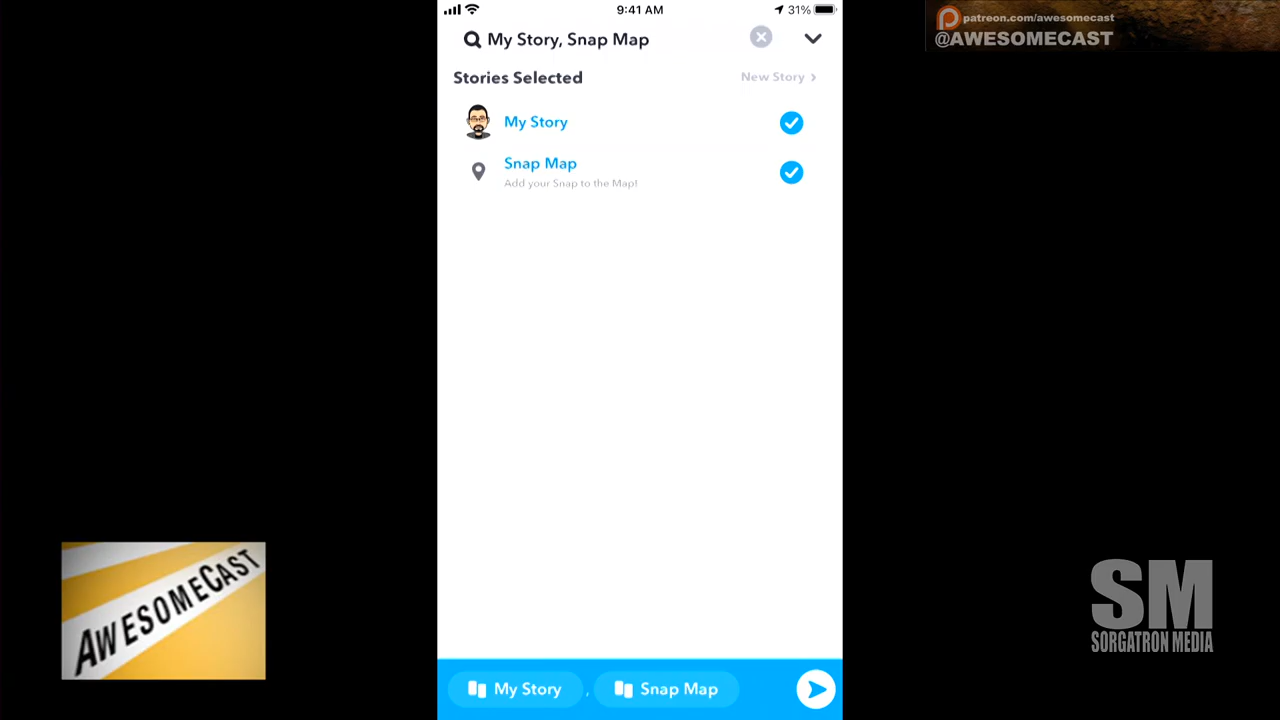 9:41 AM
31%
patreon.com/awesomecast
@AWESOMECAST
My Story, Snap Map
Stories Selected
New Story
My Story
Snap Map
Add your Snap to the Map!
AWESOMECAST
SM
SORGATRON MEDIA
My Story , Snap Map